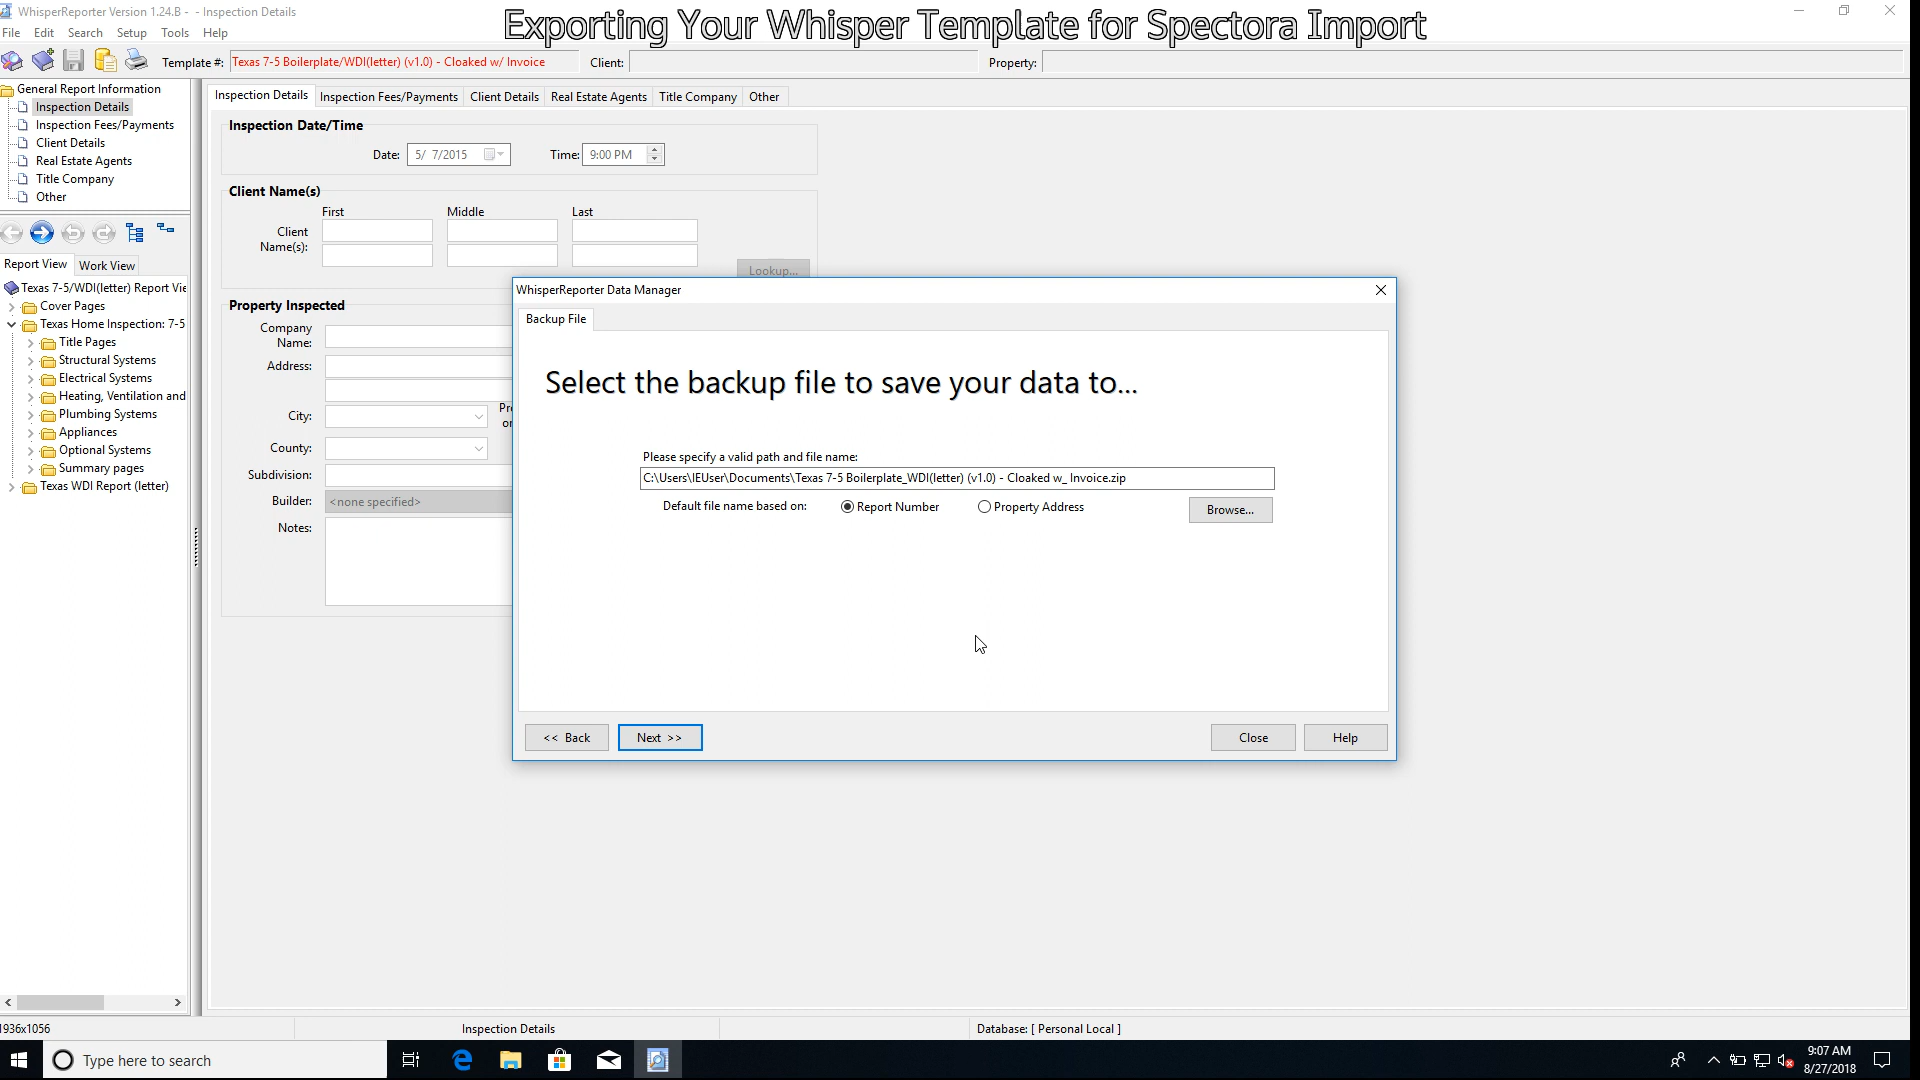 WhisperReporter Version 1.24.B - - Inspection Details
Exporting Your Whisper Template for Spectora Import
File Edit Search Setup Tools Help
Template #: Texas 7-5 Boilerplate/WDI(letter) (v1.0) - Cloaked w/ Invoice Client: Property:
General Report Information
Inspection Details
Inspection Fees/Payments
Client Details
Real Estate Agents
Title Company
Other
Report View Work View
Texas 7-5/WDI(letter) Report Vie
Cover Pages
Texas Home Inspection: 7-5
Title Pages
Structural Systems
Electrical Systems
Heating, Ventilation and
Plumbing Systems
Appliances
Optional Systems
Summary pages
Texas WDI Report (letter)
Inspection Details Inspection Fees/Payments Client Details Real Estate Agents Title Company Other
Inspection Date/Time
Date: 5/ 7/2015 Time: 9:00 PM
Client Name(s)
First Middle Last
Client
Name(s):
Lookup...
Property Inspected
Company
Name:
Address:
City:
County:
Subdivision:
Builder: <none specified>
Notes:
WhisperReporter Data Manager
Backup File
Select the backup file to save your data to...
Please specify a valid path and file name:
C:\Users\IEUser\Documents\Texas 7-5 Boilerplate_WDI(letter) (v1.0) - Cloaked w_ Invoice.zip
Default file name based on: Report Number Property Address Browse...
<< Back Next >> Close Help
1936x1056 Inspection Details Database: [ Personal Local ]
Type here to search
9:07 AM
8/27/2018